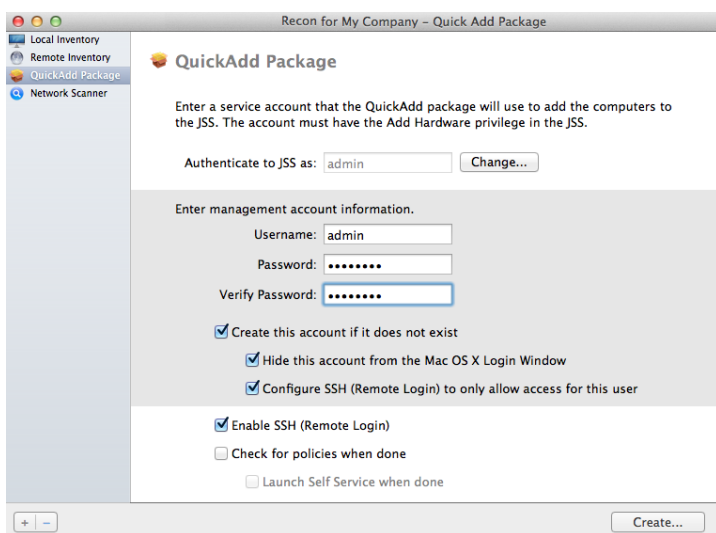 Recon for My Company – Quick Add Package
Local Inventory
Remote Inventory
QuickAdd Package
Network Scanner
QuickAdd Package
Enter a service account that the QuickAdd package will use to add the computers to
the JSS. The account must have the Add Hardware privilege in the JSS.
Authenticate to JSS as: admin Change...
Enter management account information.
Username: admin
Password: ••••••••
Verify Password: ••••••••
Create this account if it does not exist
Hide this account from the Mac OS X Login Window
Configure SSH (Remote Login) to only allow access for this user
Enable SSH (Remote Login)
Check for policies when done
Launch Self Service when done
+ − Create...